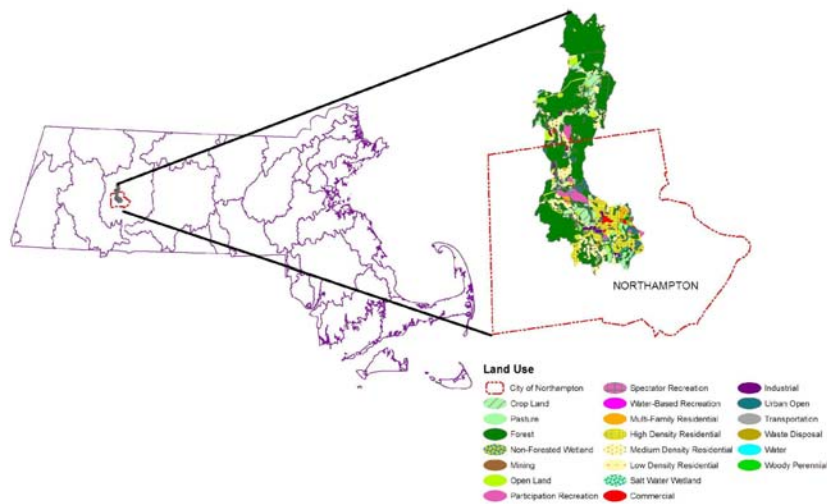 NORTHAMPTON
Land Use
City of Northampton
Crop Land
Pasture
Forest
Non-Forested Wetland
Mining
Open Land
Participation Recreation
Spectator Recreation
Water-Based Recreation
Multi-Family Residential
High Density Residential
Medium Density Residential
Low Density Residential
Salt Water Wetland
Commercial
Industrial
Urban Open
Transportation
Waste Disposal
Water
Woody Perennial